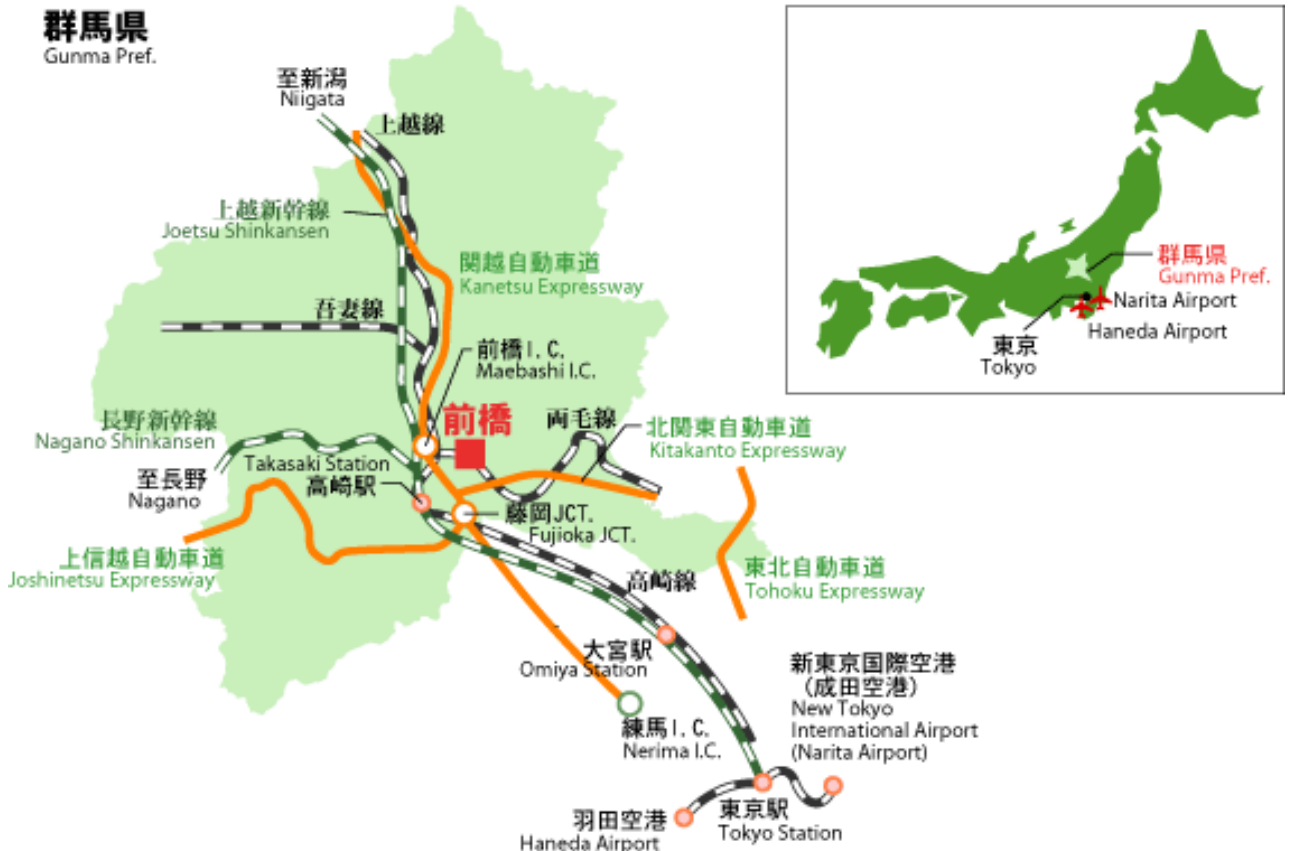 群馬県
Gunma Pref.
至新潟
Niigata
上越線
上越新幹線
Joetsu Shinkansen
関越自動車道
Kanetsu Expressway
吾妻線
前橋I.C.
Maebashi I.C.
前橋
両毛線
北関東自動車道
Kitakanto Expressway
長野新幹線
Nagano Shinkansen
至長野
Nagano
Takasaki Station
高崎駅
藤岡JCT.
Fujioka JCT.
上信越自動車道
Joshinetsu Expressway
高崎線
東北自動車道
Tohoku Expressway
大宮駅
Omiya Station
練馬I.C.
Nerima I.C.
新東京国際空港
（成田空港）
New Tokyo
International Airport
(Narita Airport)
羽田空港
Haneda Airport
東京駅
Tokyo Station
群馬県
Gunma Pref.
Narita Airport
Haneda Airport
東京
Tokyo